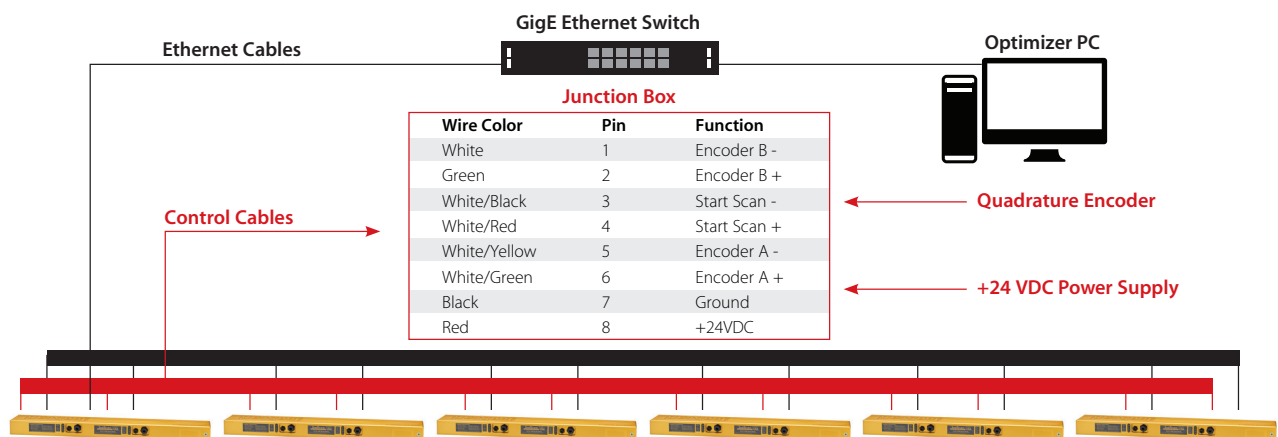 GigE Ethernet Switch
Ethernet Cables
Optimizer PC
Junction Box
Wire Color Pin Function
White 1 Encoder B -
Green 2 Encoder B +
White/Black 3 Start Scan -
White/Red 4 Start Scan +
White/Yellow 5 Encoder A -
White/Green 6 Encoder A +
Black 7 Ground
Red 8 +24VDC
Control Cables
Quadrature Encoder
+24 VDC Power Supply